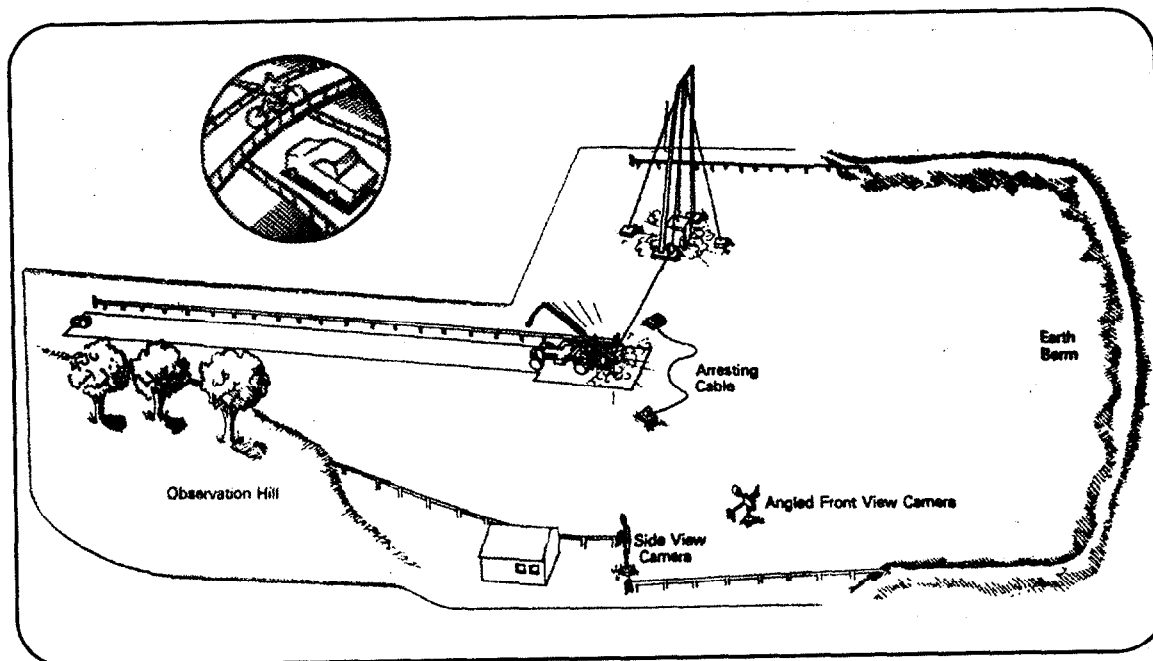 Earth
Berm
Arresting
Cable
Observation Hill
Angled Front View Camera
Side View
Camera